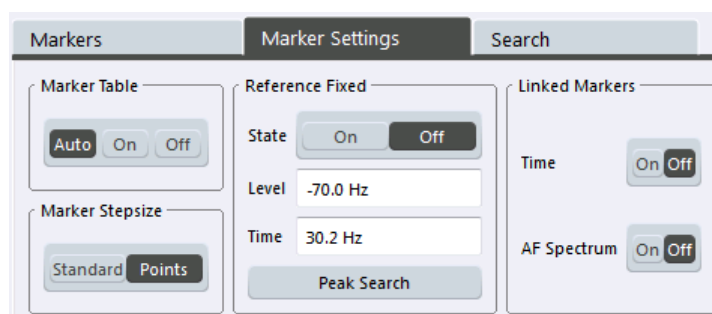 Markers
Marker Settings
Search
Marker Table
Auto On Off
Marker Stepsize
Standard Points
Reference Fixed
State On Off
Level -70.0 Hz
Time 30.2 Hz
Peak Search
Linked Markers
Time On Off
AF Spectrum On Off